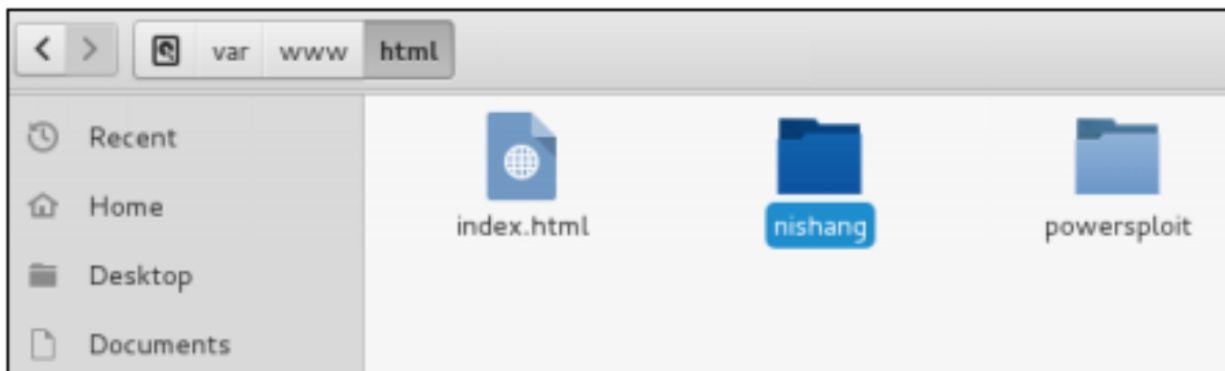 var www html
Recent
Home
Desktop
Documents
index.html
nishang
powersploit